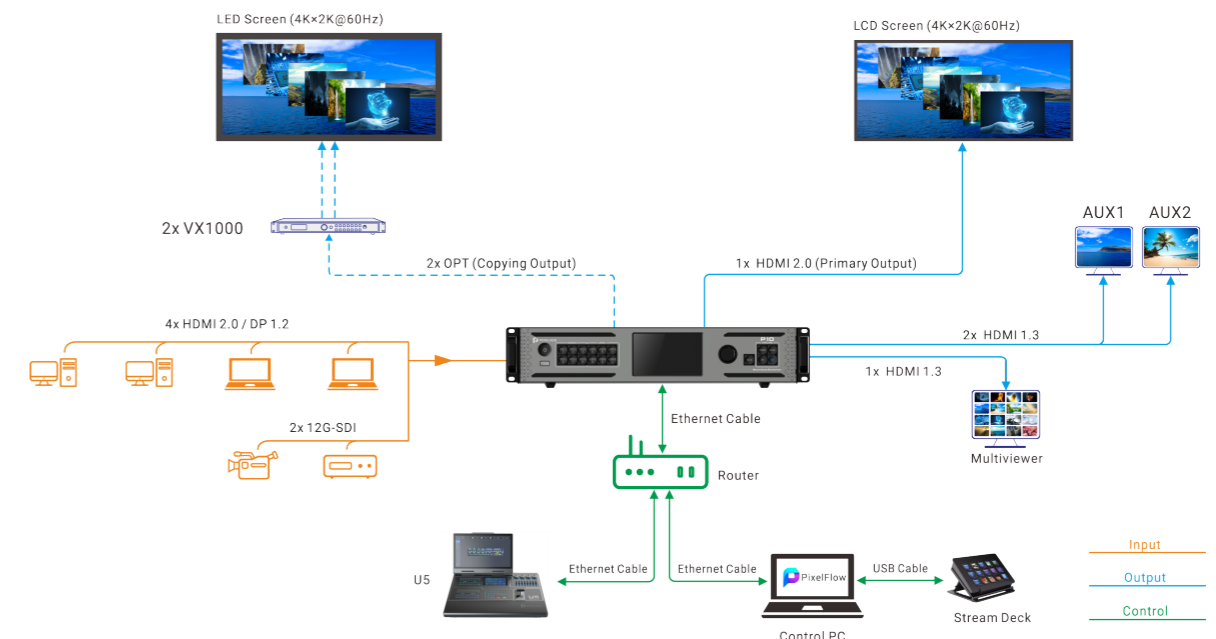 LED Screen (4K×2K@60Hz)
LCD Screen (4K×2K@60Hz)
AUX1 AUX2
2x VX1000
2x OPT (Copying Output)
1x HDMI 2.0 (Primary Output)
4x HDMI 2.0 / DP 1.2
P10
2x HDMI 1.3
1x HDMI 1.3
Ethernet Cable
2x 12G-SDI
Multiviewer
Router
Input
U5
Ethernet Cable
Ethernet Cable
PixelFlow
USB Cable
Output
Stream Deck
Control
Control PC